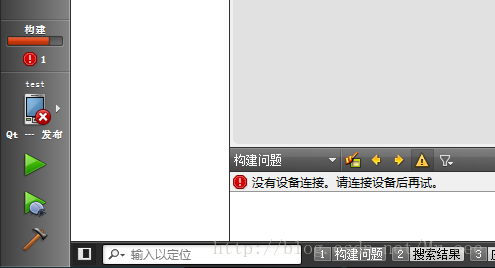 构建
1
test
Qt --- 发布
构建问题
没有设备连接。请连接设备后再试。
输入以定位
1 构建问题
2 搜索结果
3